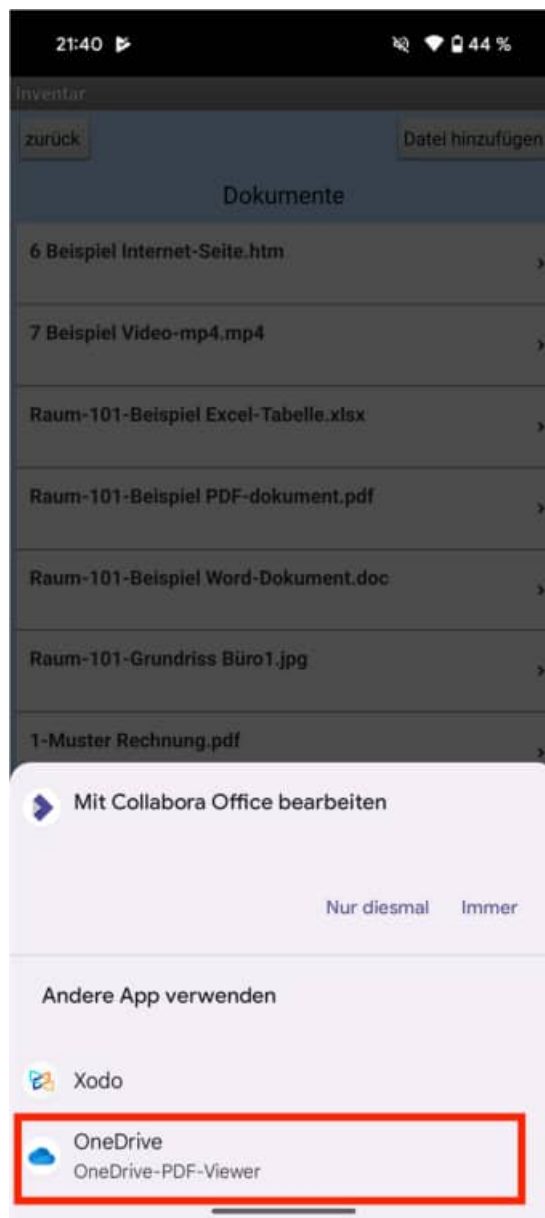 21:40
44 %
Inventar
zurück
Datei hinzufügen
Dokumente
6 Beispiel Internet-Seite.htm
7 Beispiel Video-mp4.mp4
Raum-101-Beispiel Excel-Tabelle.xlsx
Raum-101-Beispiel PDF-dokument.pdf
Raum-101-Beispiel Word-Dokument.doc
Raum-101-Grundriss Büro1.jpg
1-Muster Rechnung.pdf
Mit Collabora Office bearbeiten
Nur diesmal Immer
Andere App verwenden
Xodo
OneDrive
OneDrive-PDF-Viewer